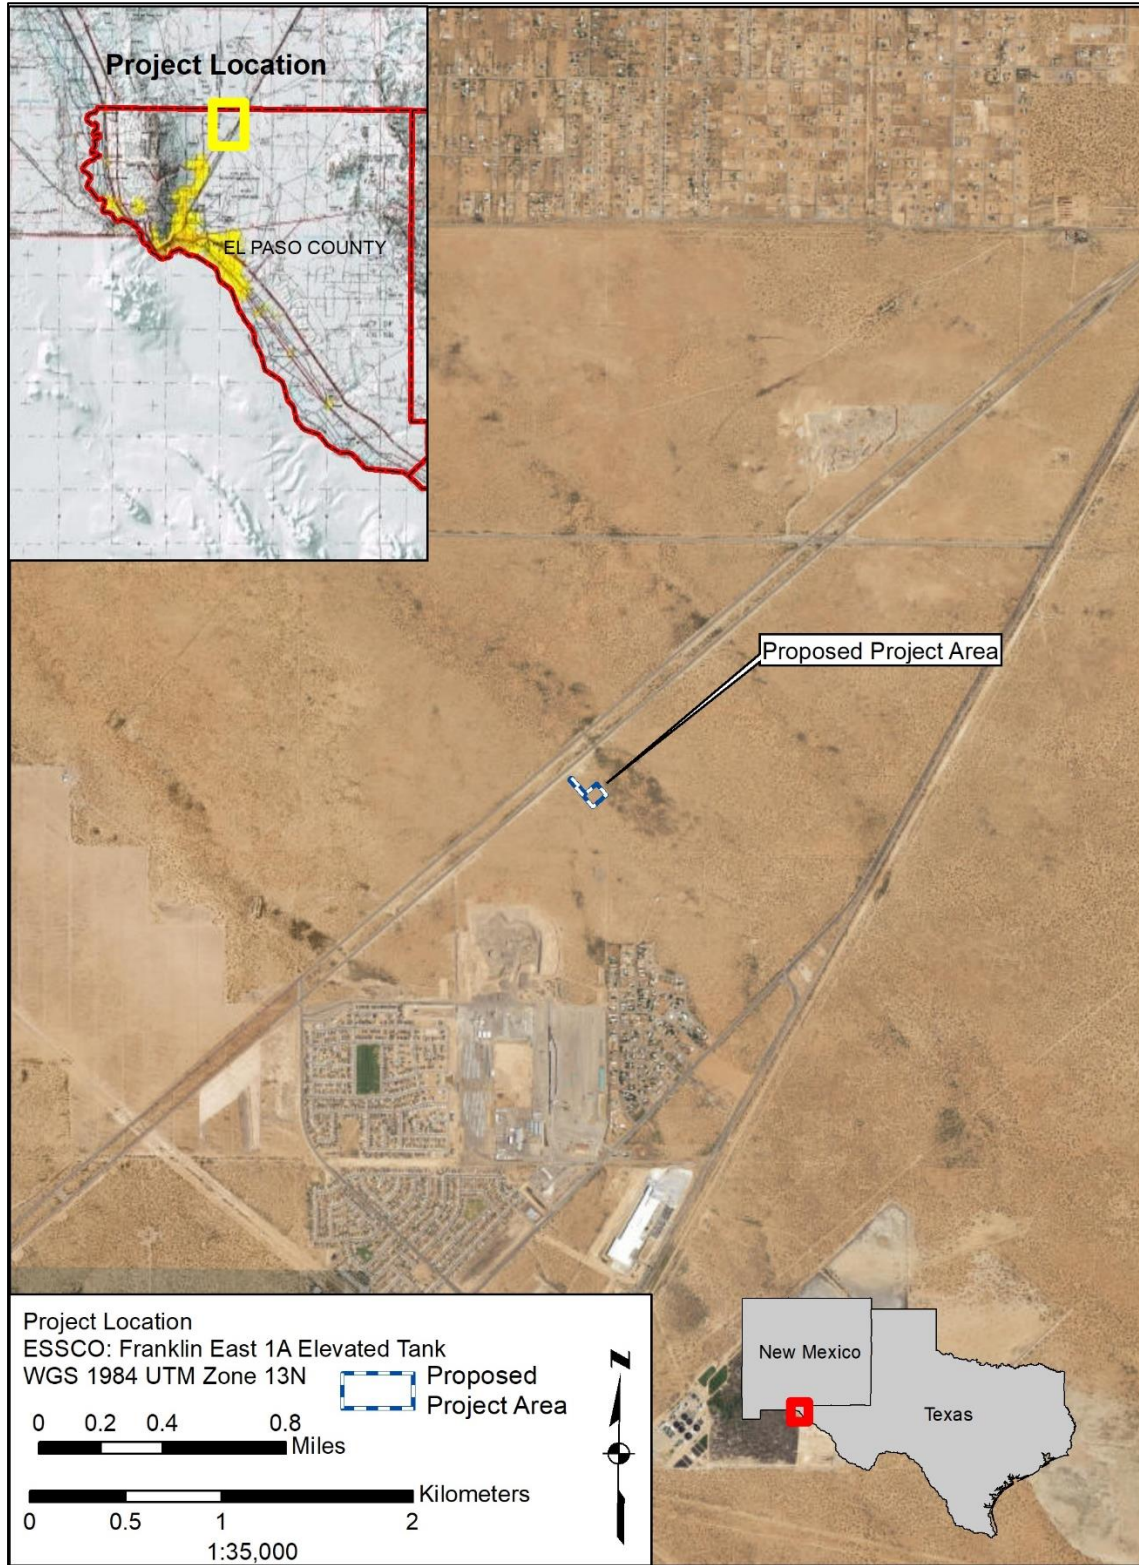 Project Location
EL PASO COUNTY
Proposed Project Area
Project Location
ESSCO: Franklin East 1A Elevated Tank
WGS 1984 UTM Zone 13N
Proposed
Project Area
0 0.2 0.4 0.8
Miles
Kilometers
0 0.5 1 2
1:35,000
N
New Mexico
Texas